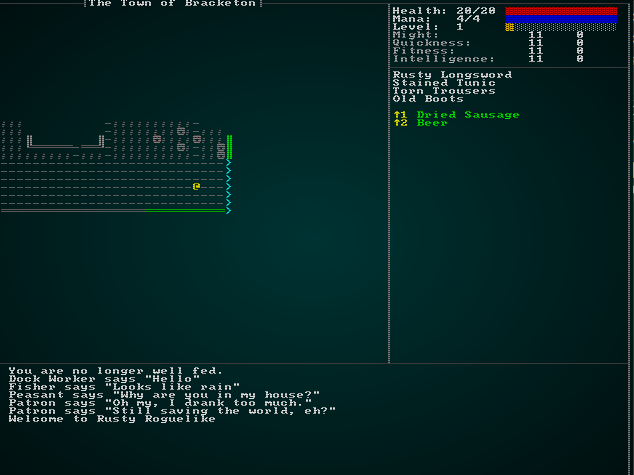 The Town of Bracketon
Health: 20/20
Mana: 4/4
Level: 1
Might: 11 0
Quickness: 11 0
Fitness: 11 0
Intelligence: 11 0
Rusty Longsword
Stained Tunic
Torn Trousers
Old Boots
↑1 Dried Sausage
↑2 Beer
@
You are no longer well fed.
Dock Worker says "Hello"
Fisher says "Looks like rain"
Peasant says "Why are you in my house?"
Patron says "Oh my, I drank too much."
Patron says "Still saving the world, eh?"
Welcome to Rusty Roguelike